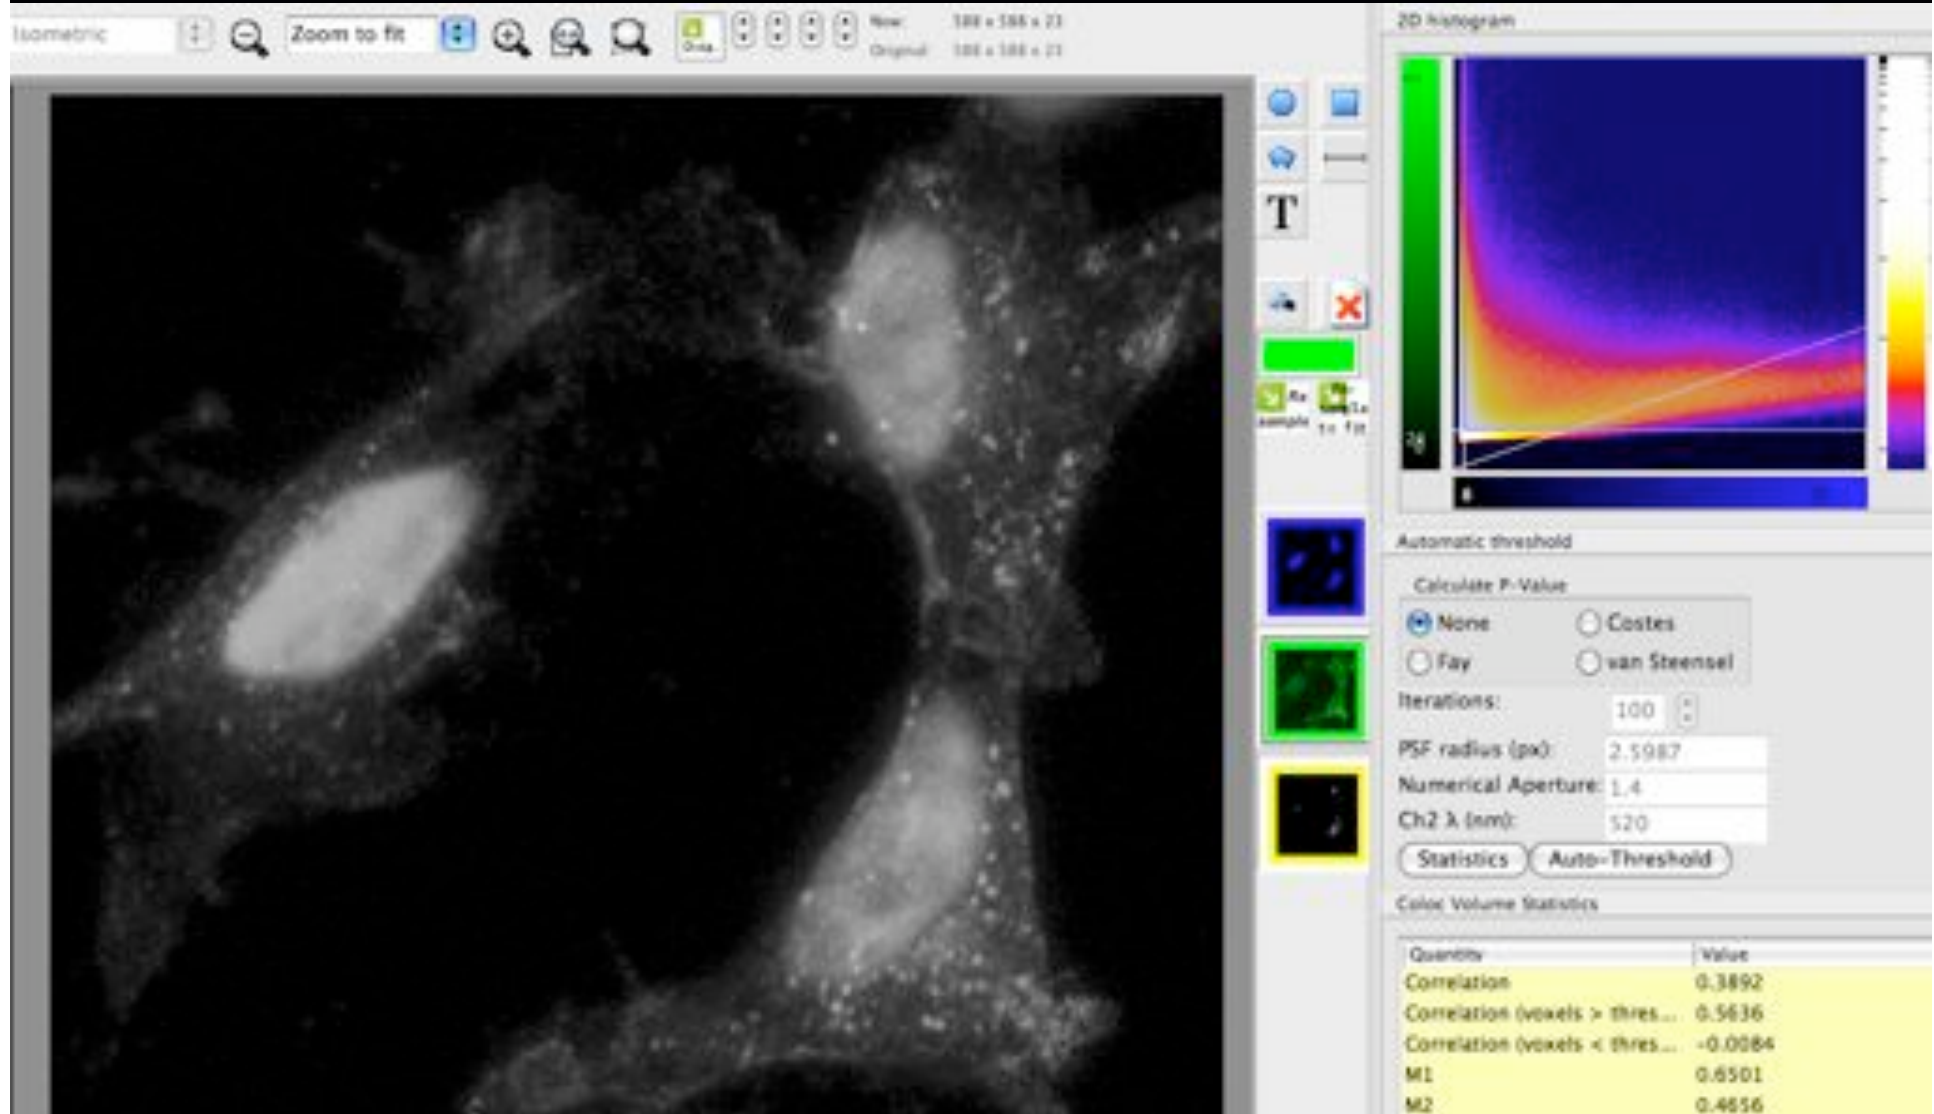 Isometric
Zoom to fit
New: 588 x 588 x 23
Original: 588 x 588 x 23
2D histogram
T
Automatic threshold
Calculate P-Value
None Costes
Fay van Steensel
Iterations: 100
PSF radius (px): 2.5987
Numerical Aperture: 1.4
Ch2 λ (nm): 520
Statistics Auto-Threshold
Coloc Volume Statistics
Quantity Value
Correlation 0.3892
Correlation (voxels > thres... 0.5636
Correlation (voxels < thres... -0.0084
M1 0.6501
M2 0.4656